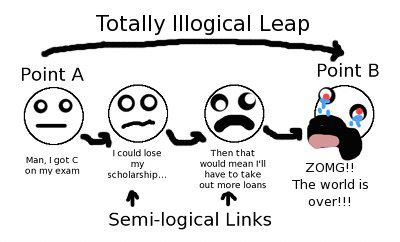 Totally Illogical Leap
Point A
Point B
Man, I got C
on my exam
I could lose
my
scholarship...
Then that
would mean I'll
have to take
out more loans
ZOMG!!
The world is
over!!!
Semi-logical Links